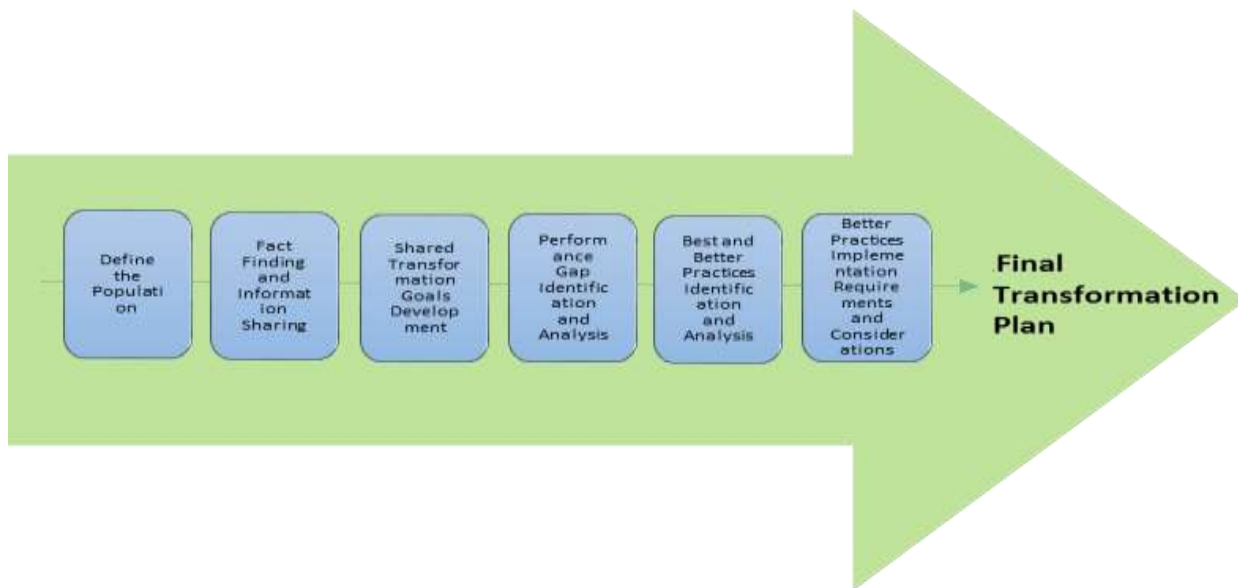 Define
the
Populati
on
Fact
Finding
and
Informat
ion
Sharing
Shared
Transfor
mation
Goals
Develop
ment
Perform
ance
Gap
Identific
ation
and
Analysis
Best and
Better
Practices
Identific
ation
and
Analysis
Better
Practices
Impleme
ntation
Require
ments
and
Consider
ations
Final
Transformation
Plan